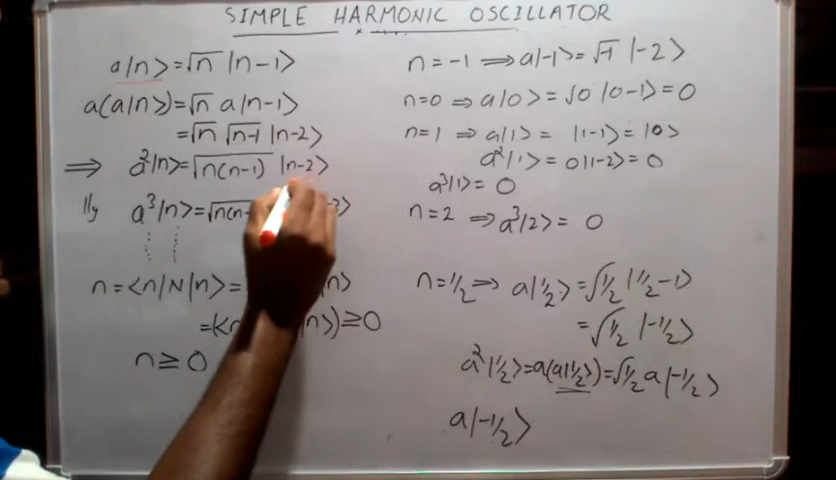 SIMPLE HARMONIC OSCILLATOR
a|n> = √n |n-1>
a(a|n>) = √n a|n-1>
= √n √n-1 |n-2>
⟹ a²|n> = √n(n-1) |n-2>
||y a³|n> = √n(n- -3>
n = <n|N|n> = n>
= (<n |n>) ≥ 0
n ≥ 0
n = -1 ⟹ a|-1> = √-1 |-2>
n=0 ⟹ a|0> = √0 |0-1> = 0
n=1 ⟹ a|1> = |1-1> = |0>
a²|1> = 0|1-2> = 0
a³|1> = 0
n=2 ⟹ a³|2> = 0
n=1/2 ⟹ a|1/2> = √1/2 |1/2-1>
= √1/2 |-1/2>
a²|1/2> = a(a|1/2>) = √1/2 a|-1/2>
a|-1/2>